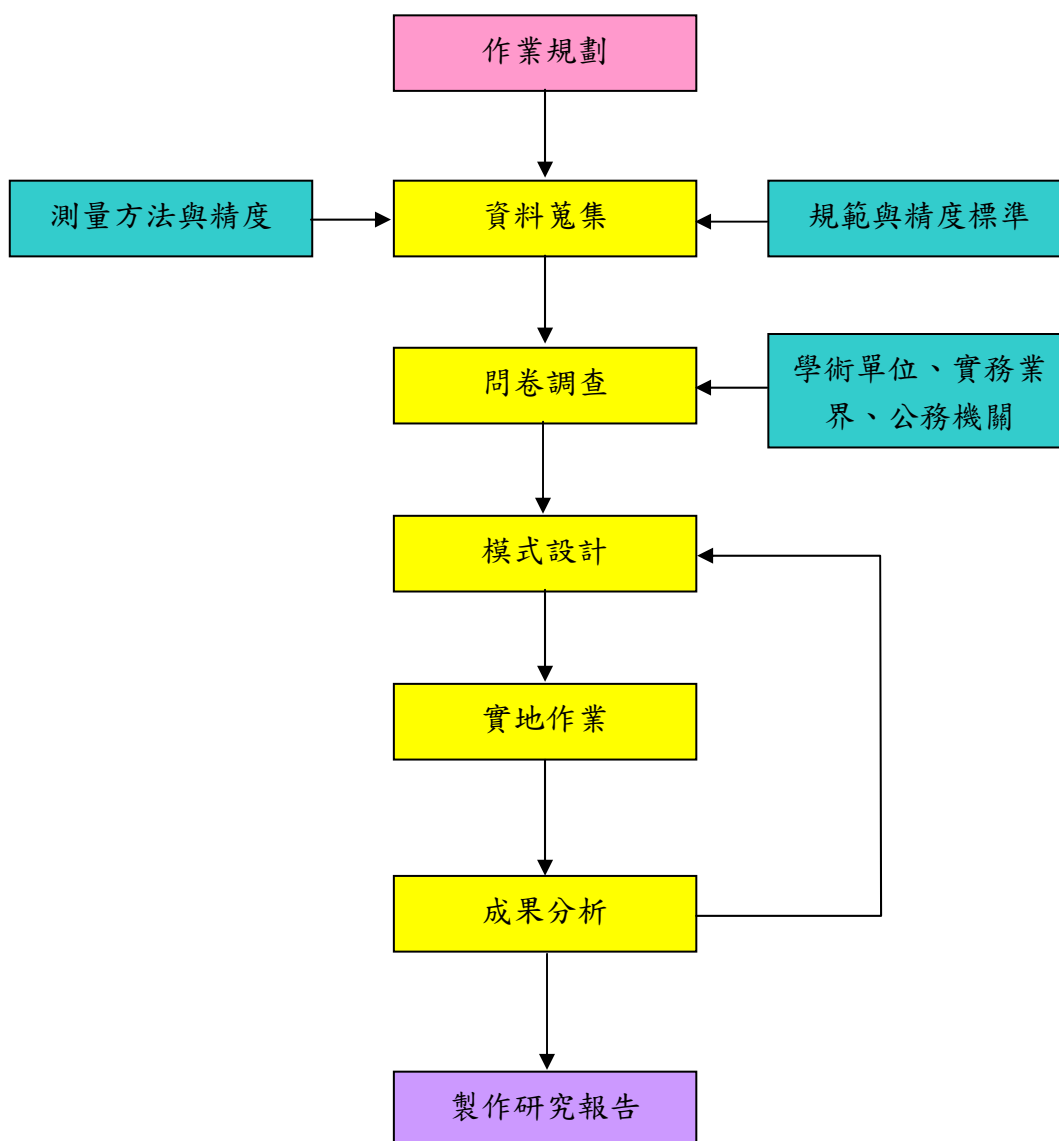 作業規劃
測量方法與精度
資料蒐集
規範與精度標準
問卷調查
學術單位、實務業
界、公務機關
模式設計
實地作業
成果分析
製作研究報告